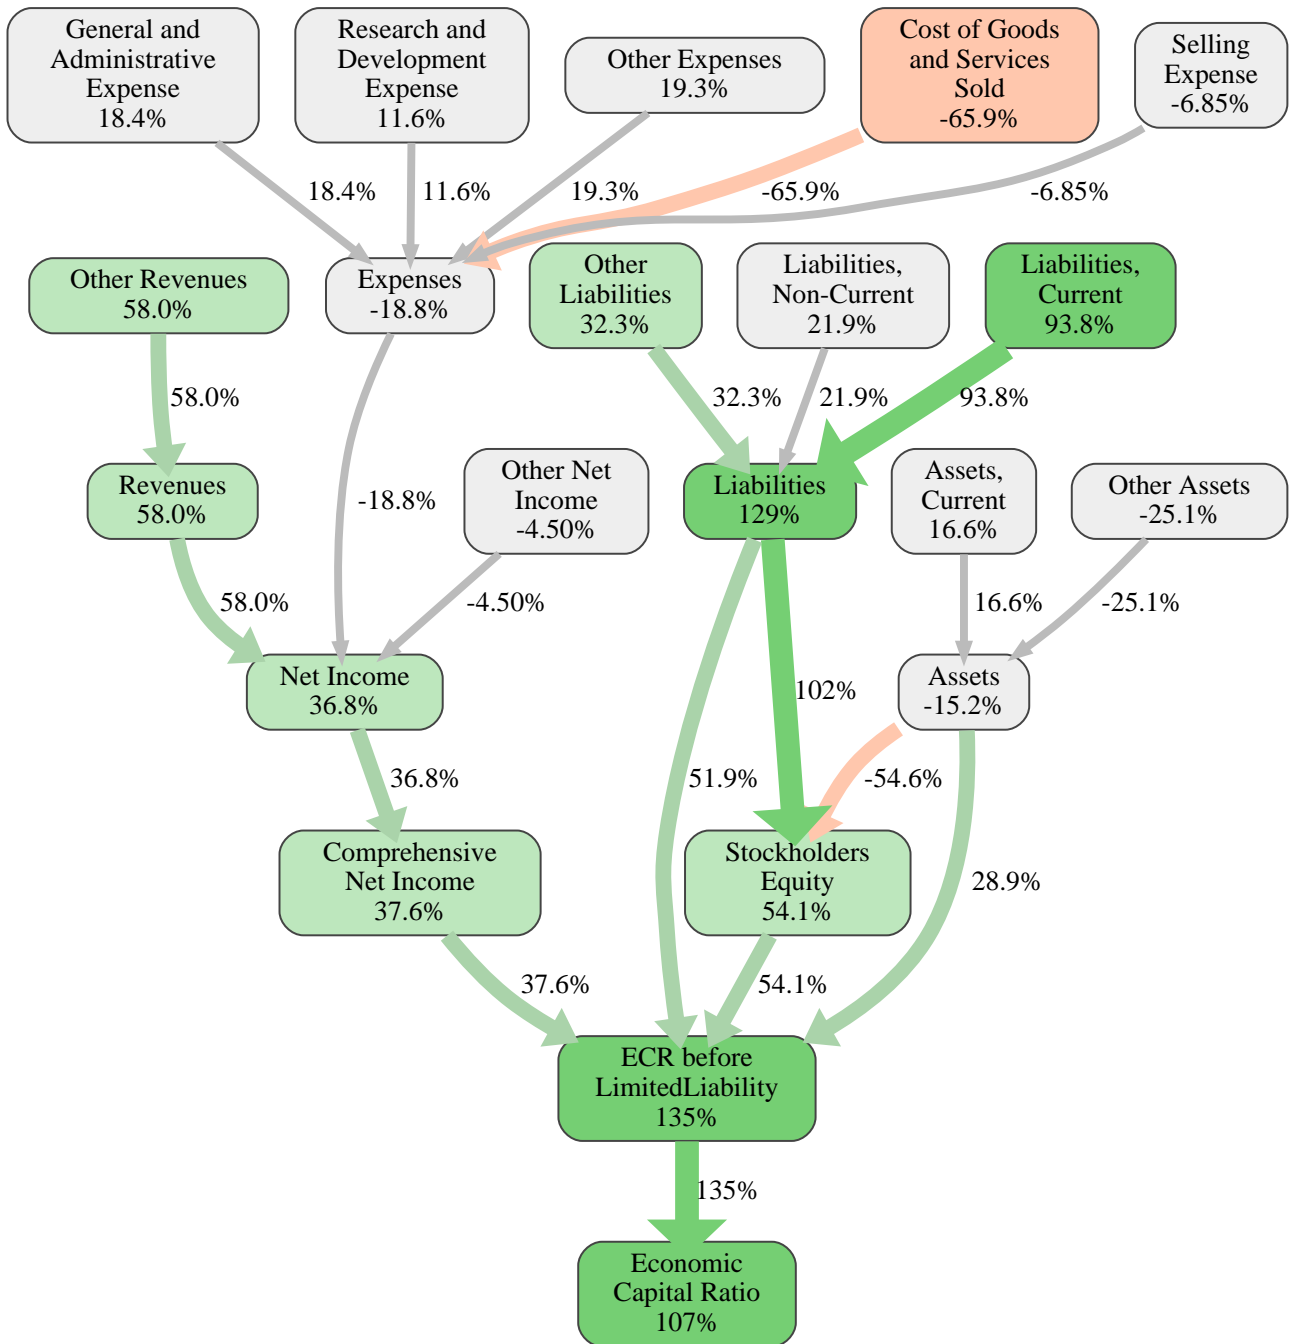 General and
Administrative
Expense
18.4%
Research and
Development
Expense
11.6%
Other Expenses
19.3%
Cost of Goods
and Services
Sold
-65.9%
Selling
Expense
-6.85%
18.4%
11.6%
19.3%
-65.9%
-6.85%
Other Revenues
58.0%
Expenses
-18.8%
Other
Liabilities
32.3%
Liabilities,
Non-Current
21.9%
Liabilities,
Current
93.8%
58.0%
32.3%
21.9%
93.8%
Revenues
58.0%
-18.8%
Other Net
Income
-4.50%
Liabilities
129%
Assets,
Current
16.6%
Other Assets
-25.1%
58.0%
-4.50%
16.6%
-25.1%
Net Income
36.8%
102%
Assets
-15.2%
36.8%
51.9%
-54.6%
Comprehensive
Net Income
37.6%
Stockholders
Equity
54.1%
28.9%
37.6%
54.1%
ECR before
LimitedLiability
135%
135%
Economic
Capital Ratio
107%